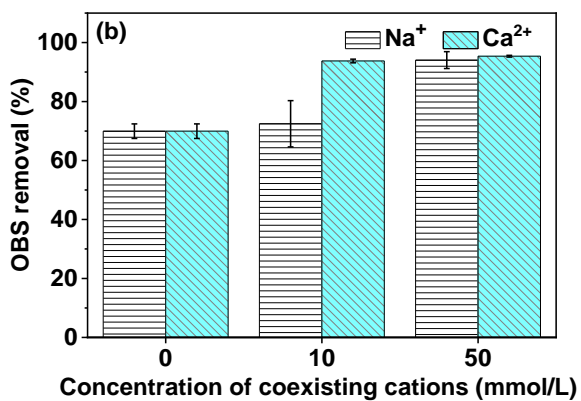 (b)
Na⁺ Ca²⁺
OBS removal (%)
100
80
60
40
20
0
0 10 50
Concentration of coexisting cations (mmol/L)